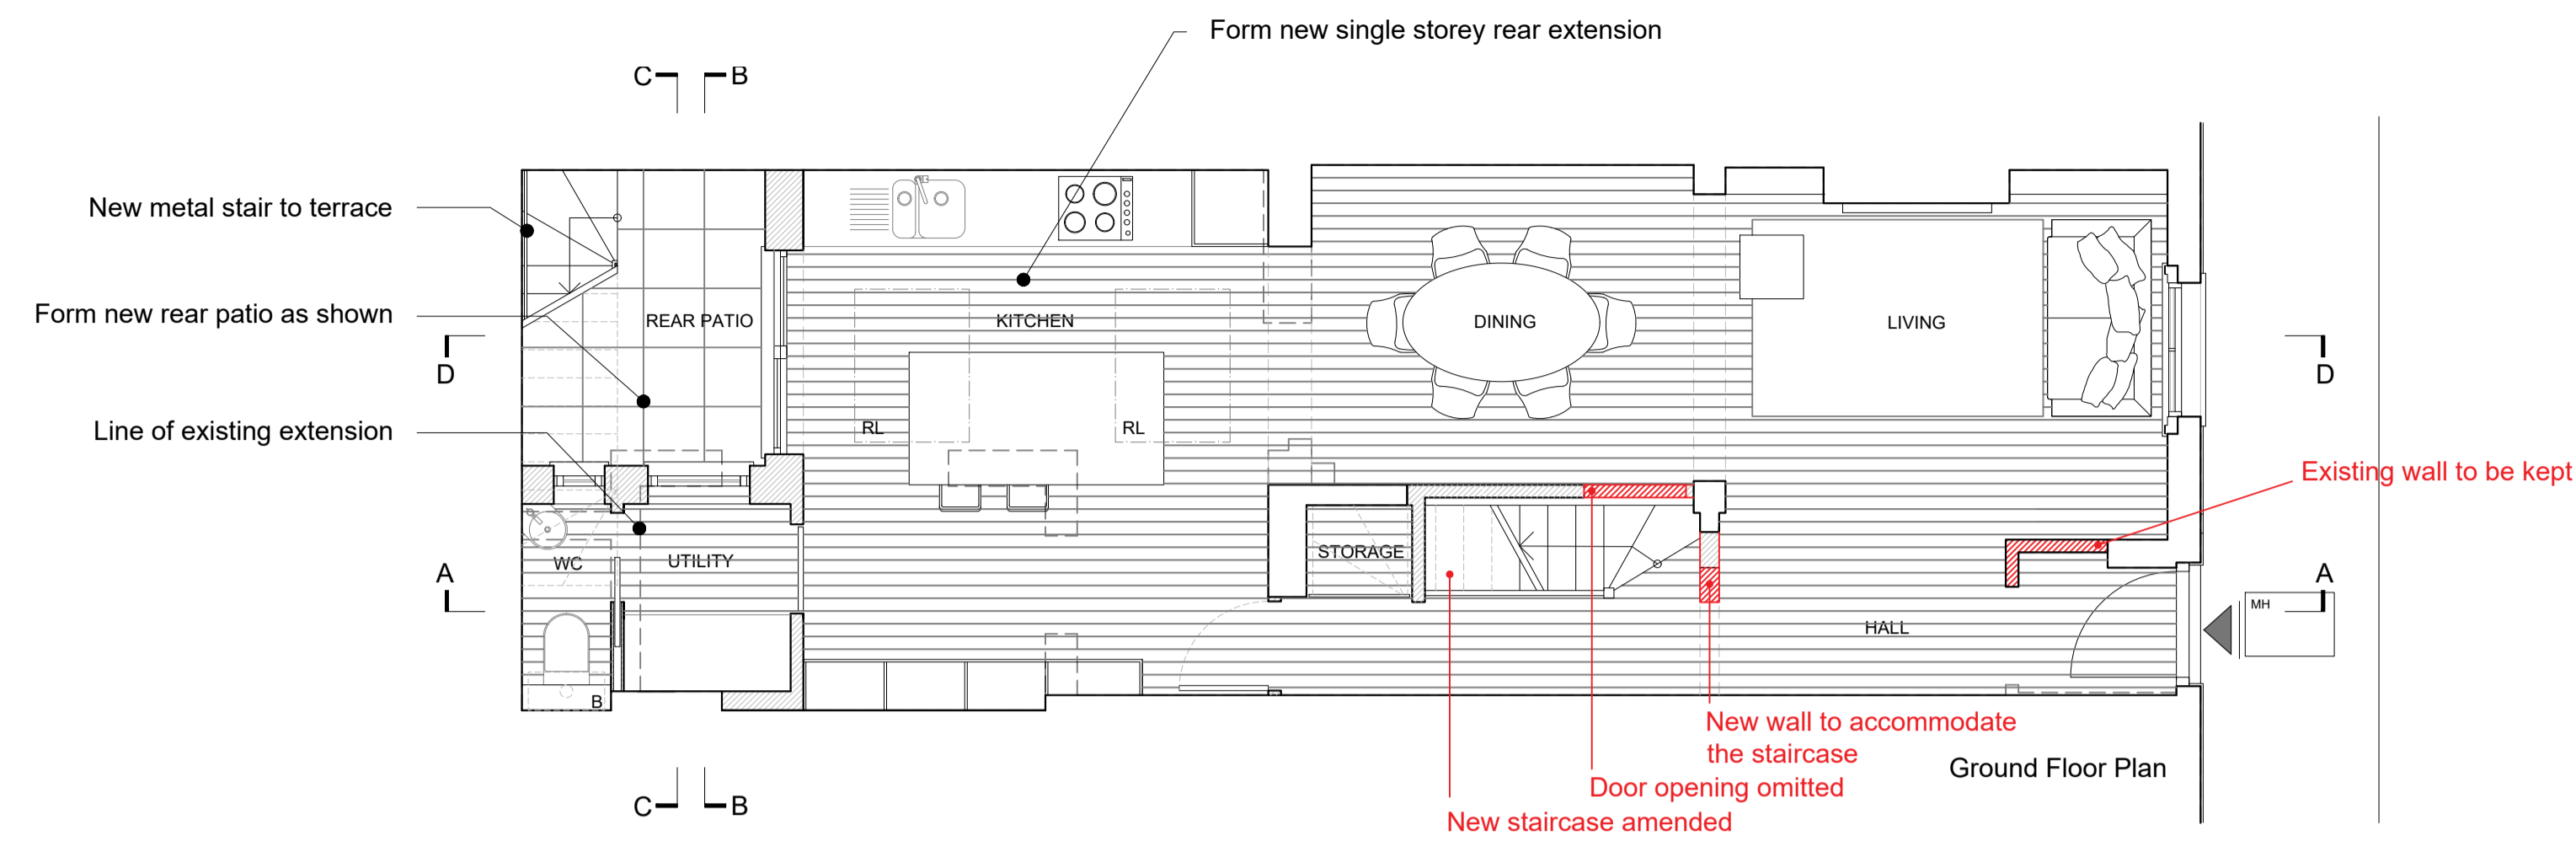 Form new single storey rear extension
C
B
New metal stair to terrace
Form new rear patio as shown
REAR PATIO
KITCHEN
DINING
LIVING
D
D
Line of existing extension
RL
RL
Existing wall to be kept
STORAGE
WC
UTILITY
A
A
MH
HALL
B
New wall to accommodate
the staircase
Ground Floor Plan
Door opening omitted
C
B
New staircase amended